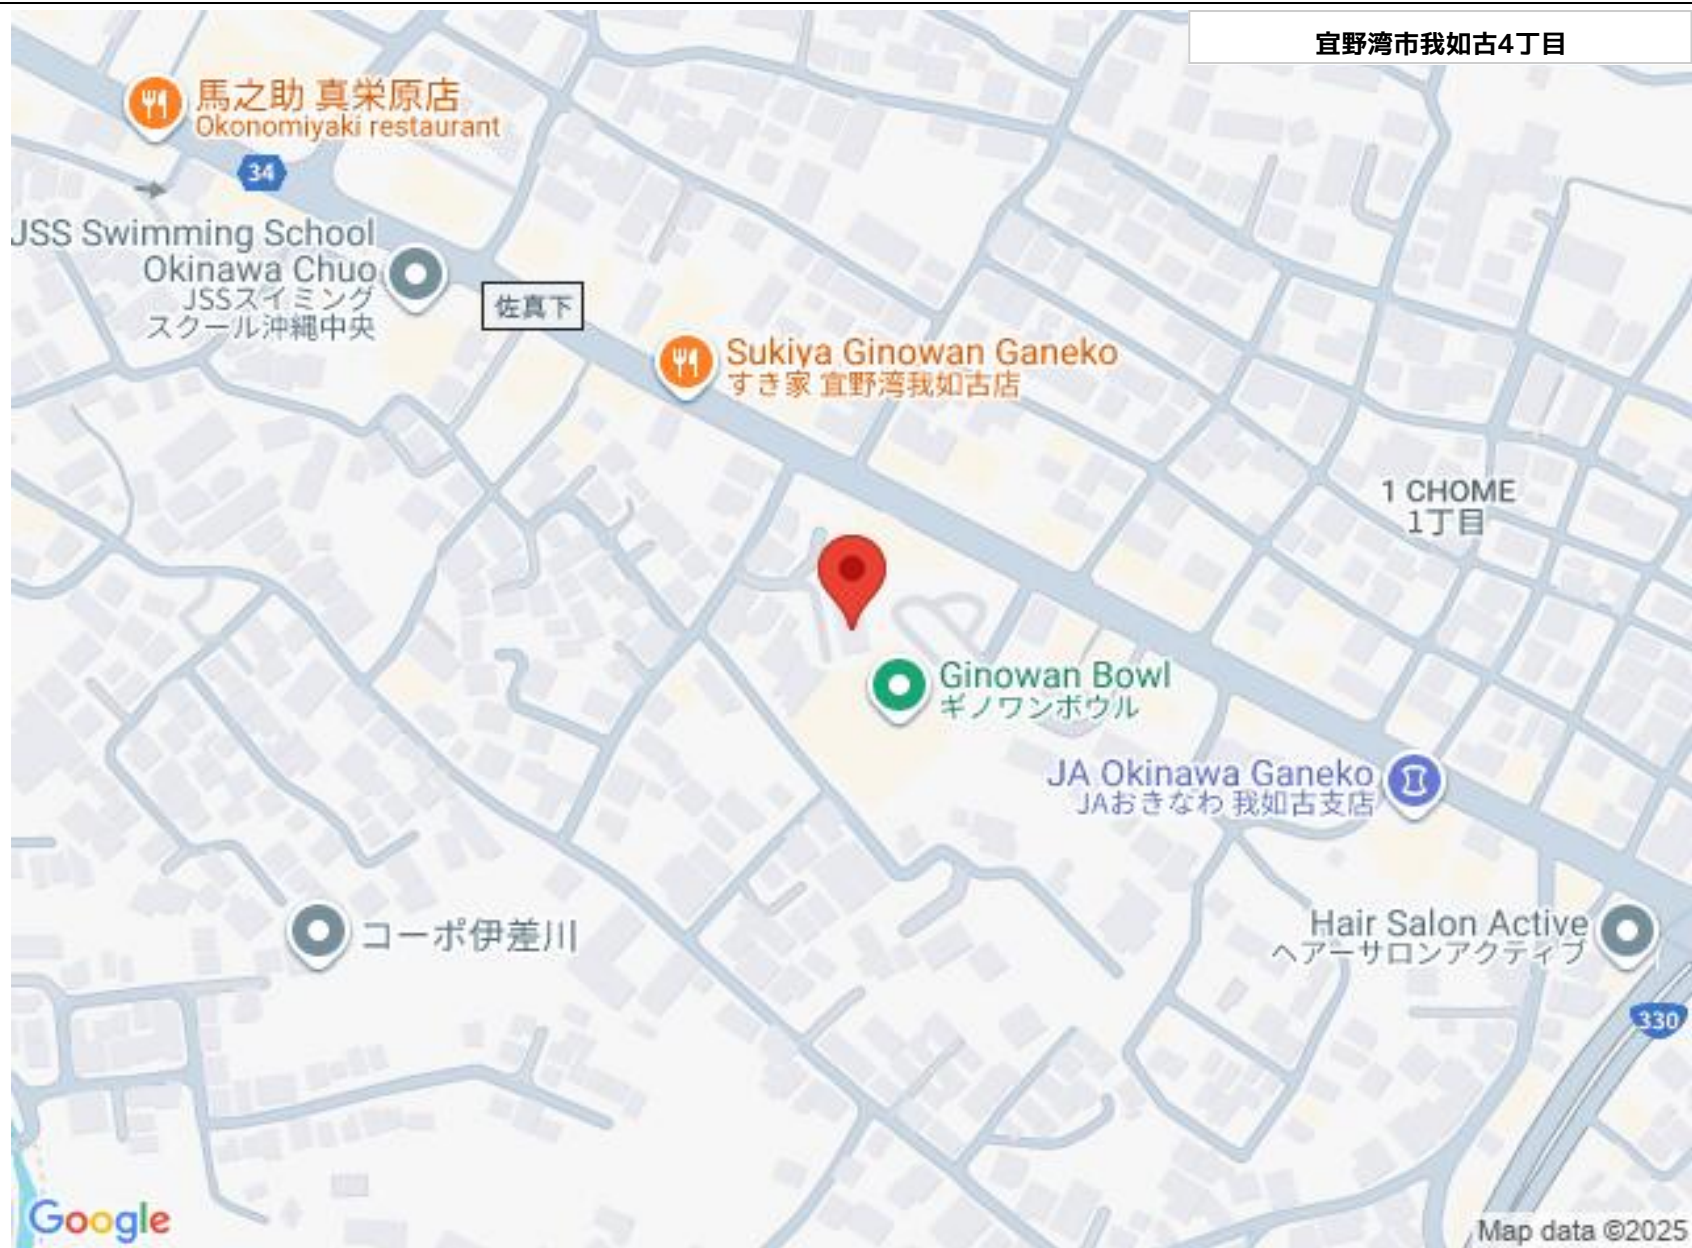 宜野湾市我如古4丁目
馬之助 真栄原店
Okonomiyaki restaurant
34
JSS Swimming School
Okinawa Chuo
JSSスイミング
スクール沖縄中央
佐真下
Sukiya Ginowan Ganeko
すき家 宜野湾我如古店
1 CHOME
1丁目
Ginowan Bowl
ギノワンボウル
JA Okinawa Ganeko
JAおきなわ 我如古支店
コーポ伊差川
Hair Salon Active
ヘアーサロンアクティブ
330
Google
Map data ©2025